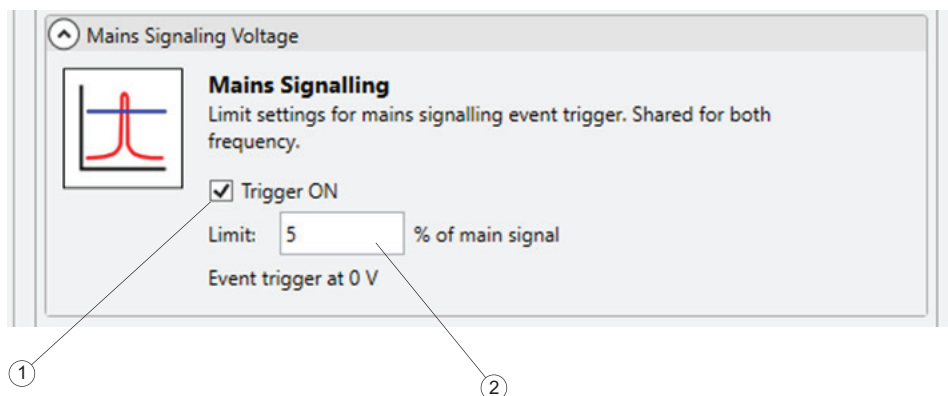 Mains Signaling Voltage
Mains Signalling
Limit settings for mains signalling event trigger. Shared for both
frequency.
Trigger ON
Limit: 5 % of main signal
Event trigger at 0 V
1
2